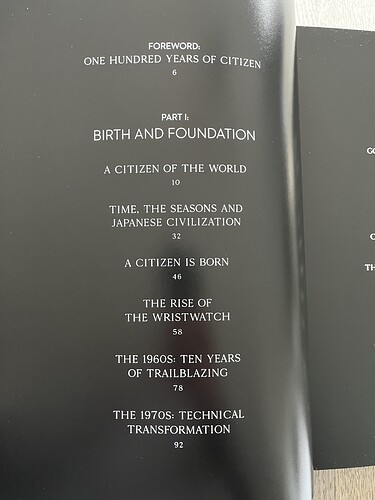 FOREWORD:
ONE HUNDRED YEARS OF CITIZEN
6
PART I:
BIRTH AND FOUNDATION
A CITIZEN OF THE WORLD
10
TIME, THE SEASONS AND
JAPANESE CIVILIZATION
32
A CITIZEN IS BORN
46
THE RISE OF
THE WRISTWATCH
58
THE 1960S: TEN YEARS
OF TRAILBLAZING
78
THE 1970S: TECHNICAL
TRANSFORMATION
92